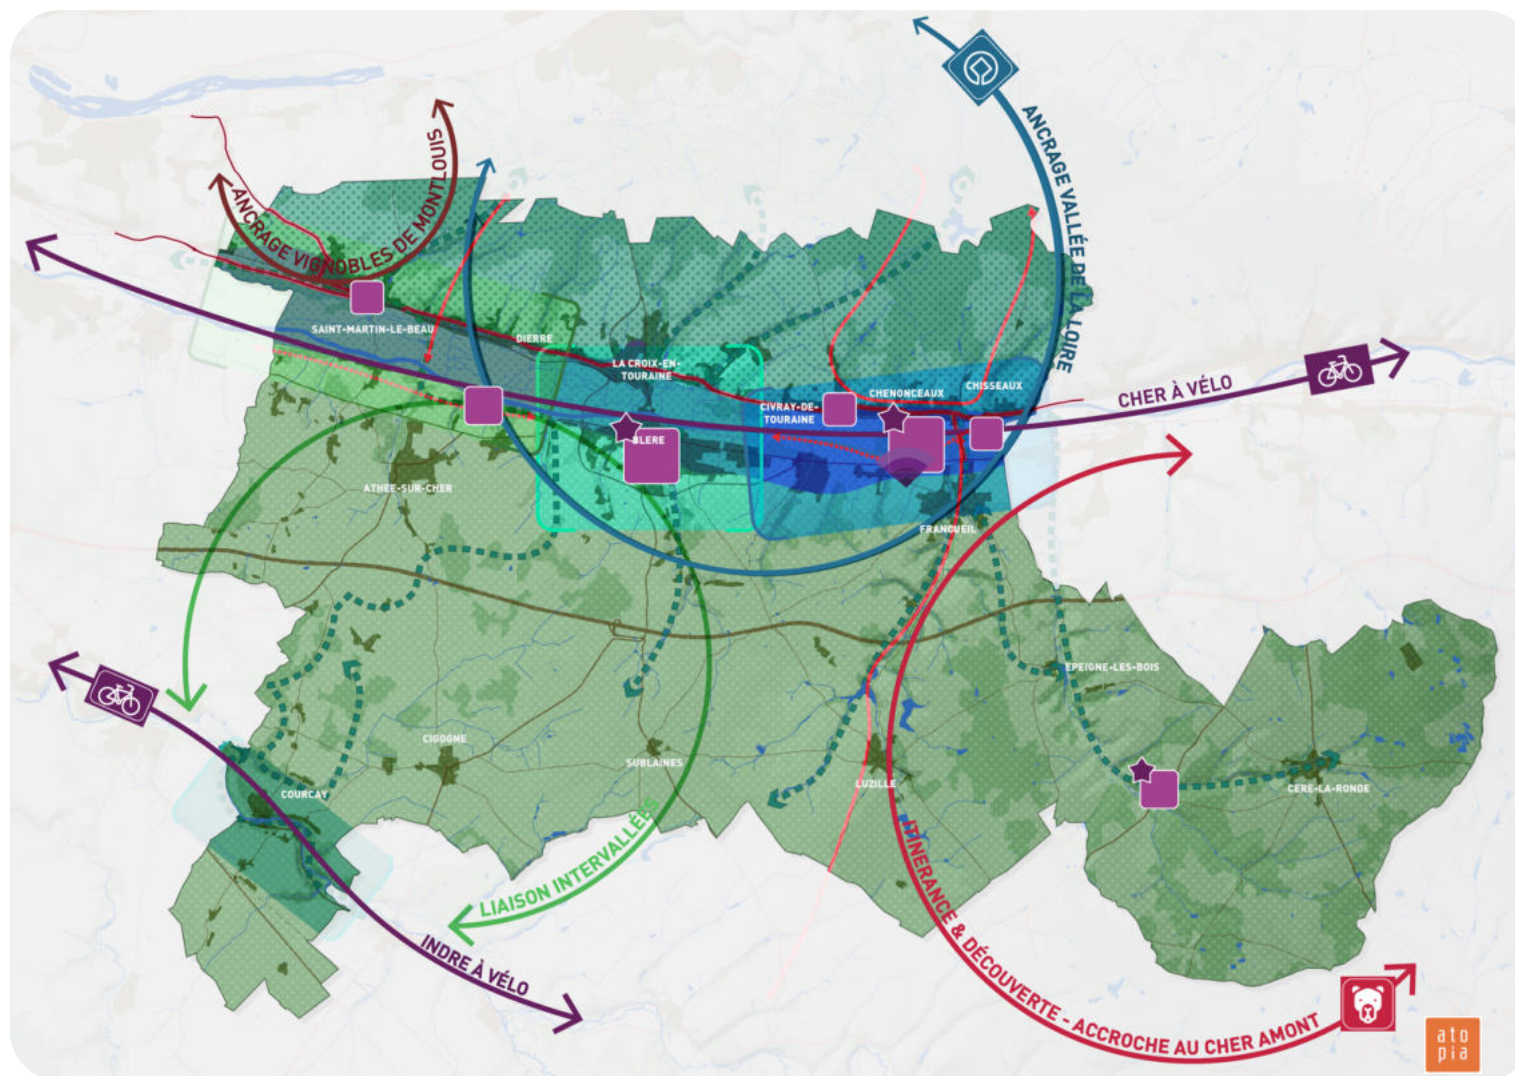 ANCRAGE VALLÉE DE LA LOIRE
ANCRAGE VIGNOBLES DE MONTLOUIS
SAINT-MARTIN-LE-BEAU
DIERRE
LA CROIX-EN-
TOURAINE
CHENONCEAUX
CHISSEAUX
CIVRAY-DE-
TOURAINE
CHER À VÉLO
BLERE
ATHEE-SUR-CHER
FRANCUEIL
EPEIGNE-LES-BOIS
CIGOGNE
SUBLAINES
LUZILLE
CERE-LA-RONDE
COURCAY
LIAISON INTERVALLÉES
INDRE À VÉLO
ITINERANCE & DÉCOUVERTE - ACCROCHE AU CHER AMONT
ato
pia